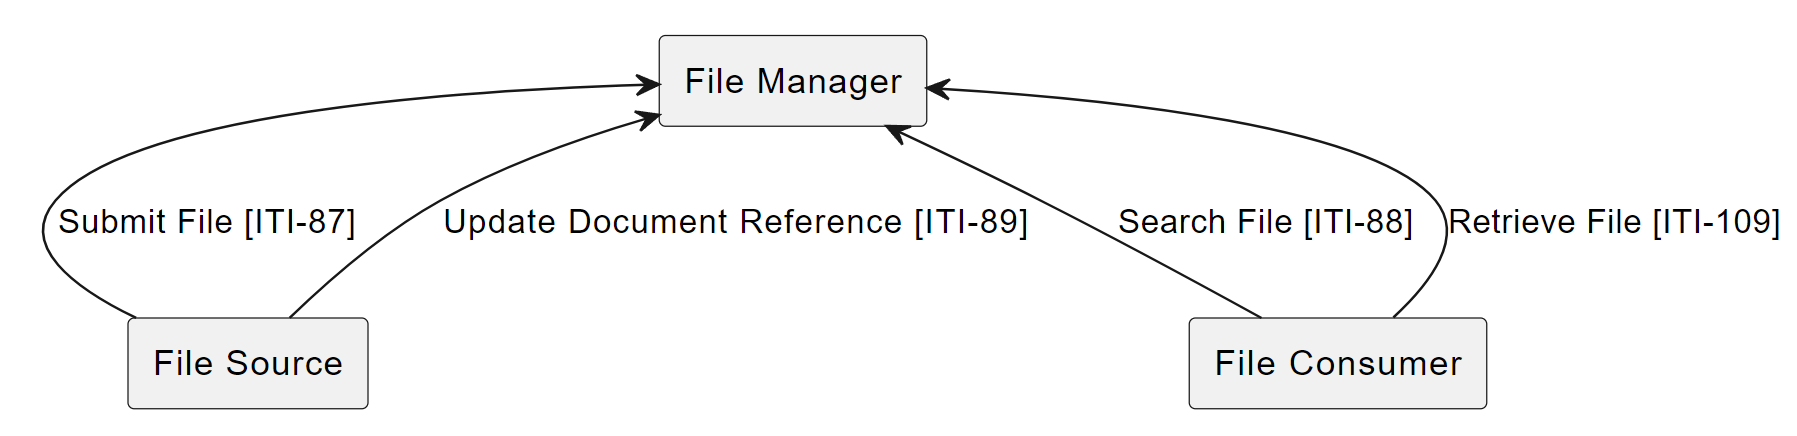 File Manager
Submit File [ITI-87]
Update Document Reference [ITI-89]
Search File [ITI-88]
Retrieve File [ITI-109]
File Source
File Consumer